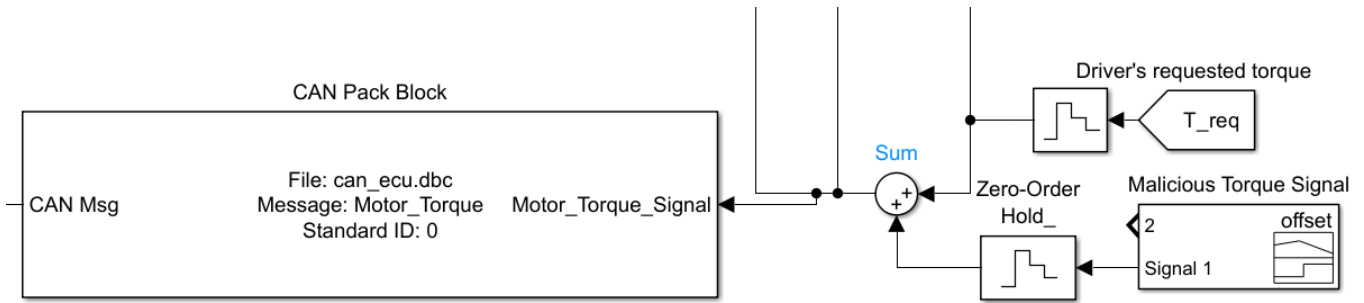 CAN Pack Block
CAN Msg
File: can_ecu.dbc
Message: Motor_Torque
Standard ID: 0
Motor_Torque_Signal
Sum
+
+
Driver's requested torque
T_req
Zero-Order
Hold_
Malicious Torque Signal
offset
2
Signal 1